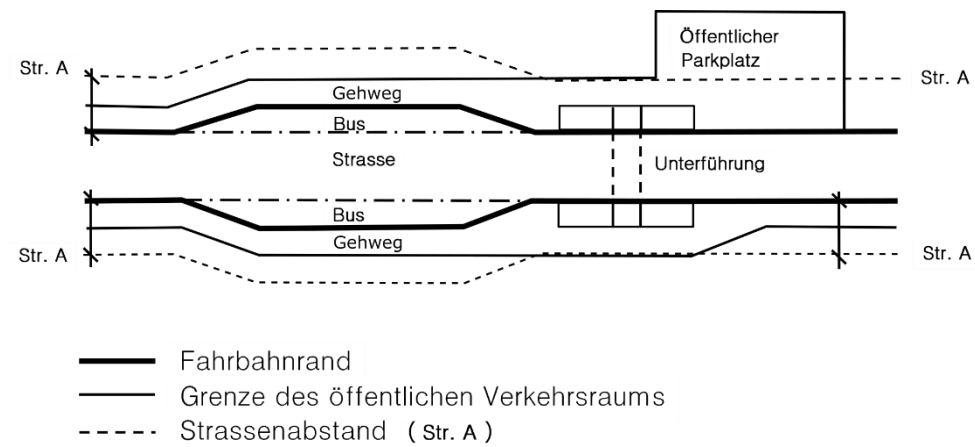 Öffentlicher
Parkplatz
Str. A
Str. A
Gehweg
Bus
Strasse
Unterführung
Bus
Gehweg
Str. A
Str. A
Fahrbahnrand
Grenze des öffentlichen Verkehrsraums
Strassenabstand ( Str. A )